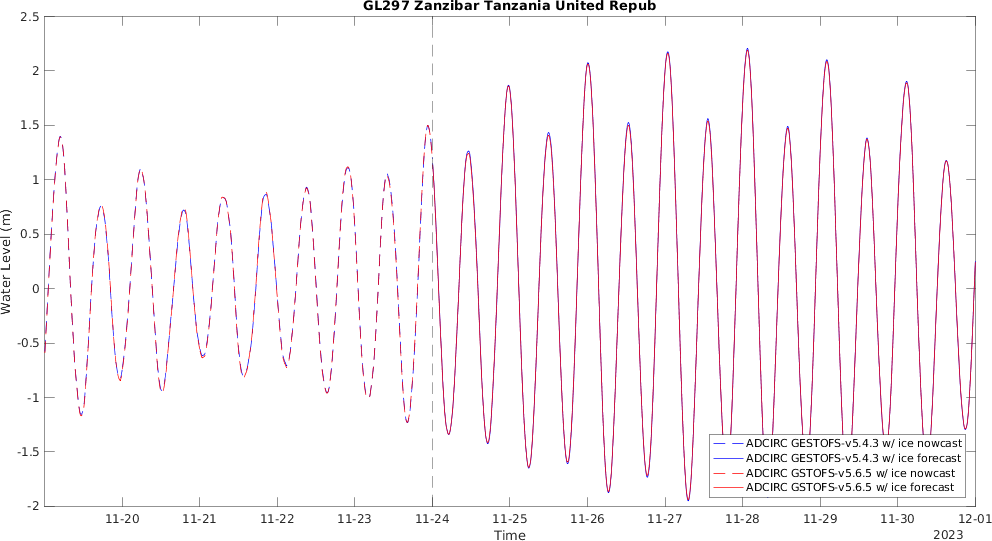 GL297 Zanzibar Tanzania United Repub
2.5
2
1.5
1
0.5
0
-0.5
-1
-1.5
-2
Water Level (m)
ADCIRC GESTOFS-v5.4.3 w/ ice nowcast
ADCIRC GESTOFS-v5.4.3 w/ ice forecast
ADCIRC GSTOFS-v5.6.5 w/ ice nowcast
ADCIRC GSTOFS-v5.6.5 w/ ice forecast
11-20 11-21 11-22 11-23 11-24 11-25 11-26 11-27 11-28 11-29 11-30 12-01
Time
2023